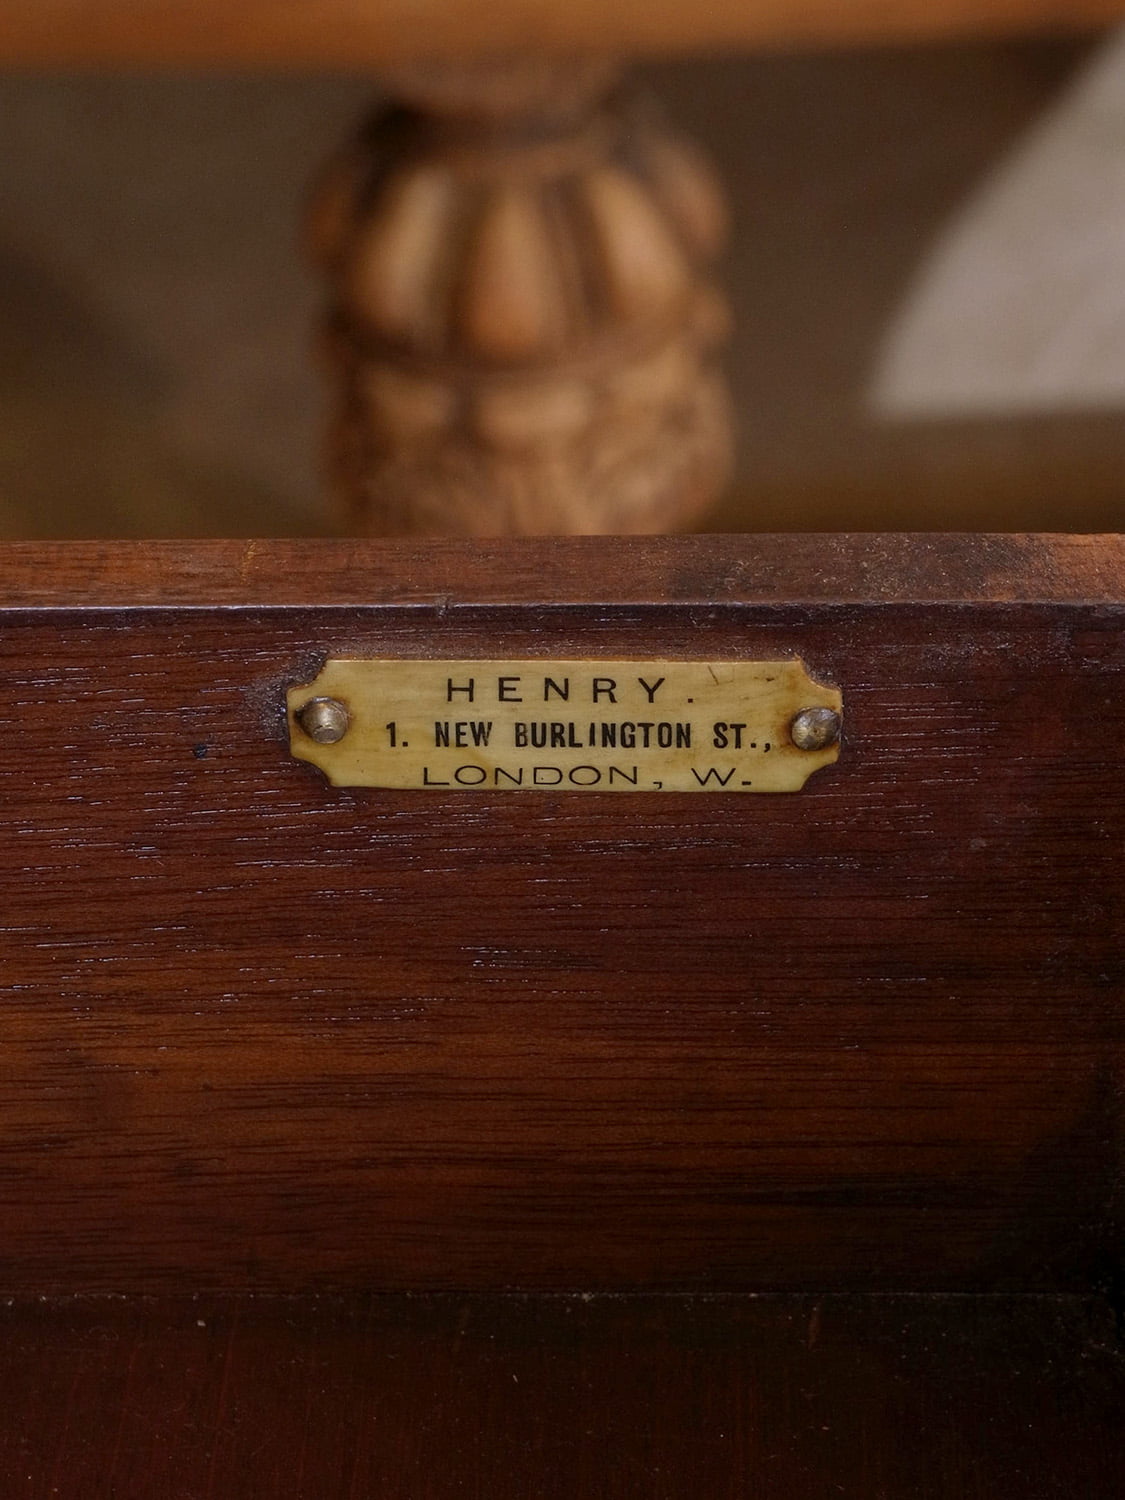 HENRY.
1. NEW BURLINGTON ST.,
LONDON, W.